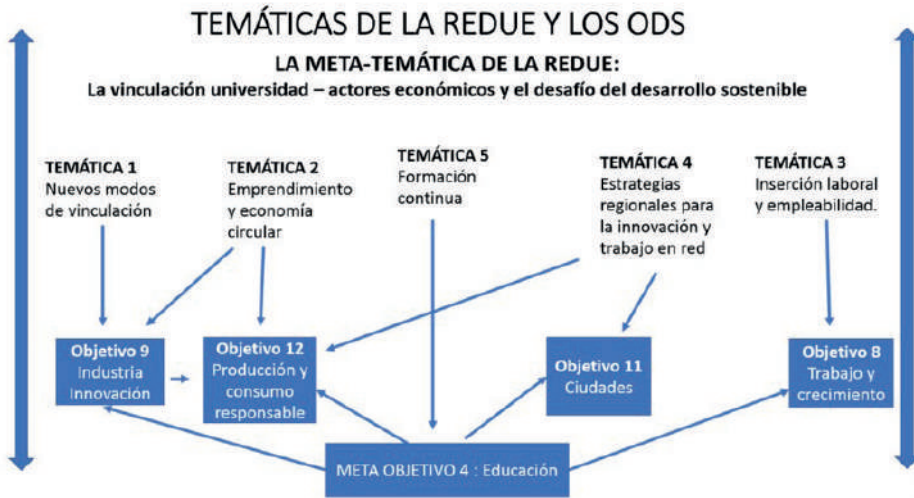 TEMÁTICAS DE LA REDUE Y LOS ODS
LA META-TEMÁTICA DE LA REDUE:
La vinculación universidad – actores económicos y el desafío del desarrollo sostenible
TEMÁTICA 1
Nuevos modos
de vinculación
TEMÁTICA 2
Emprendimiento
y economía
circular
TEMÁTICA 5
Formación
continua
TEMÁTICA 4
Estrategias
regionales para
la innovación y
trabajo en red
TEMÁTICA 3
Inserción laboral
y empleabilidad.
Objetivo 9
Industria
Innovación
Objetivo 12
Producción y
consumo
responsable
Objetivo 11
Ciudades
Objetivo 8
Trabajo y
crecimiento
META OBJETIVO 4 : Educación